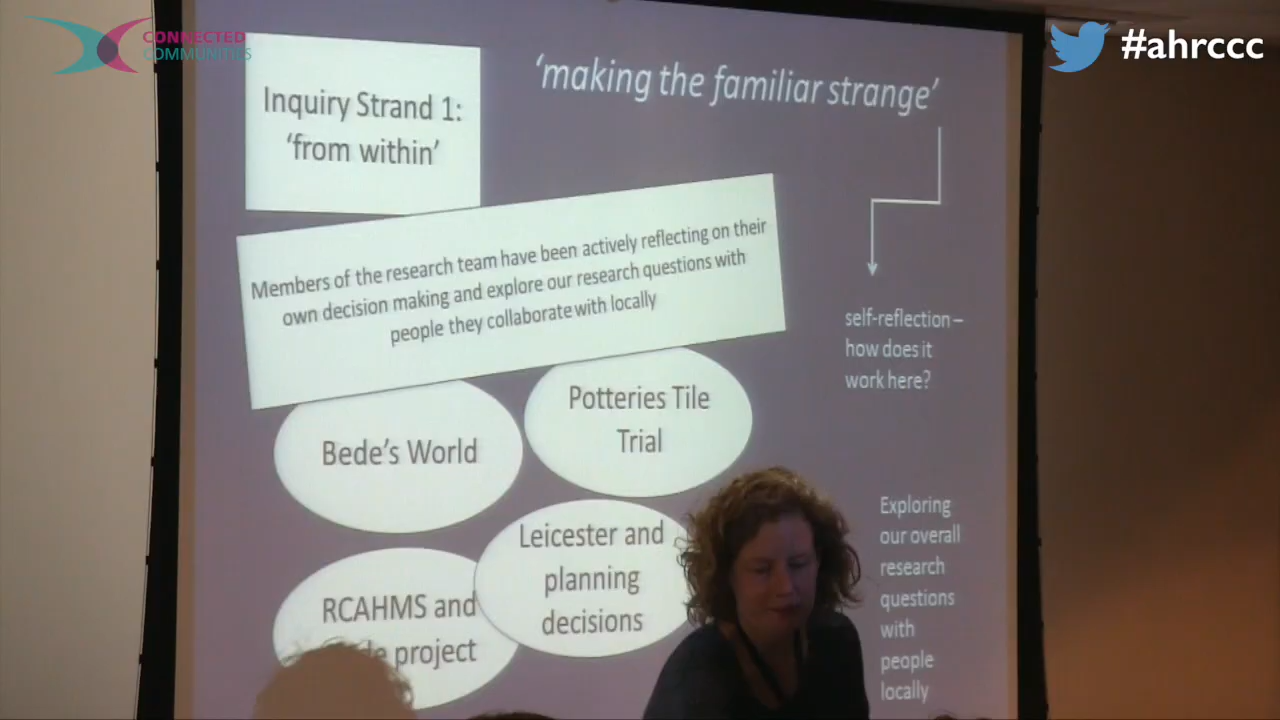 CONNECTED
COMMUNITIES
#ahrccc
Inquiry Strand 1:
‘from within’
‘making the familiar strange’
Members of the research team have been actively reflecting on their
own decision making and explore our research questions with
people they collaborate with locally
self-reflection –
how does it
work here?
Bede’s World
Potteries Tile
Trial
Leicester and
planning
decisions
RCAHMS and
project
Exploring
our overall
research
questions
with
people
locally